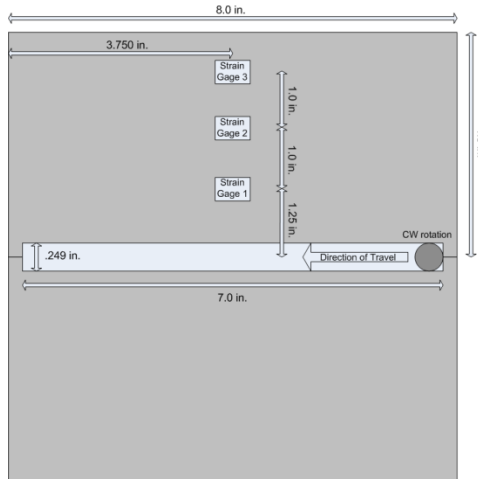 8.0 in.
3.750 in.
Strain
Gage 3
1.0 in.
Strain
Gage 2
1.0 in.
Strain
Gage 1
1.25 in.
CW rotation
.249 in.
Direction of Travel
7.0 in.